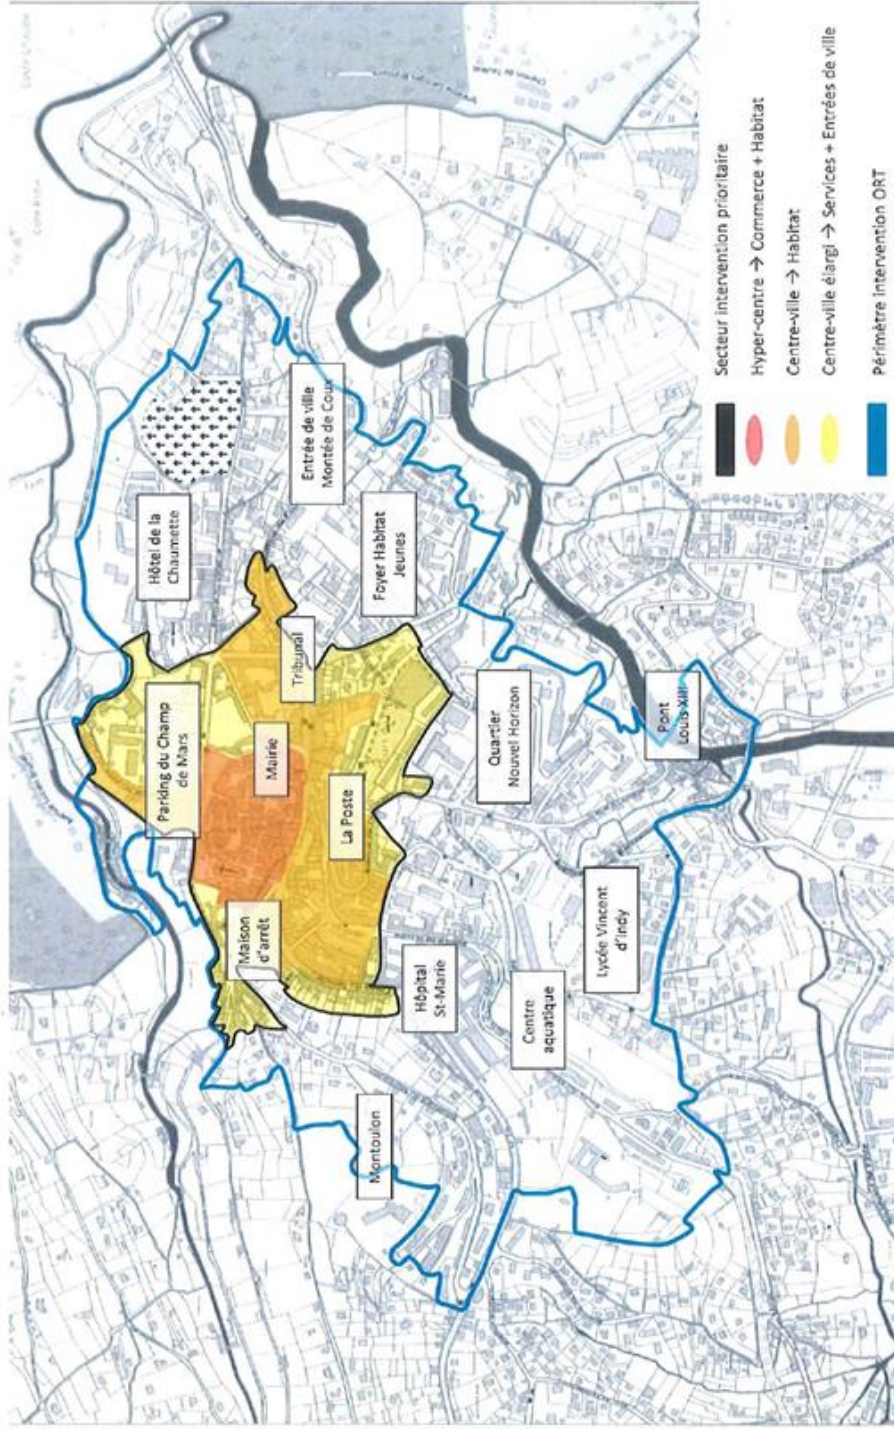 Montoulon
Maison
d'arrêt
Parking du Champ
de Mars
Hôtel de la
Chaumette
Mairie
Tribunal
Entrée de ville
Montée de Coux
La Poste
Hôpital
St-Marie
Foyer Habitat
Jeunes
Centre
aquatique
Quartier
Nouvel Horizon
Lycée Vincent
d'Indy
Pont
Louis XIII
Secteur intervention prioritaire
Hyper-centre → Commerce + Habitat
Centre-ville → Habitat
Centre-ville élargi → Services + Entrées de ville
Périmètre intervention ORT